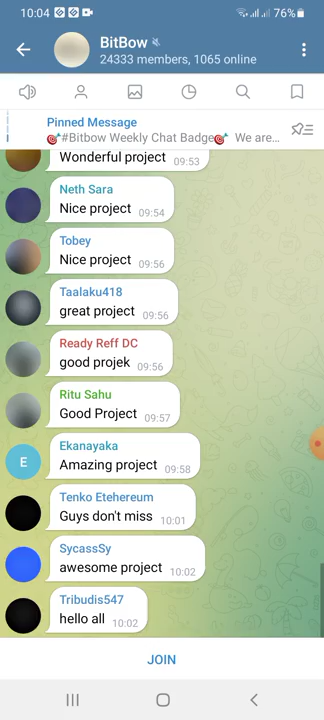 10:04
76%
BitBow
24333 members, 1065 online
Pinned Message
🎯#Bitbow Weekly Chat Badge🎯 We are...
Wonderful project 09:53
Neth Sara
Nice project 09:54
Tobey
Nice project 09:56
Taalaku418
great project 09:56
Ready Reff DC
good projek 09:56
Ritu Sahu
Good Project 09:57
E
Ekanayaka
Amazing project 09:58
Tenko Etehereum
Guys don't miss 10:01
SycassSy
awesome project 10:02
Tribudis547
hello all 10:02
JOIN